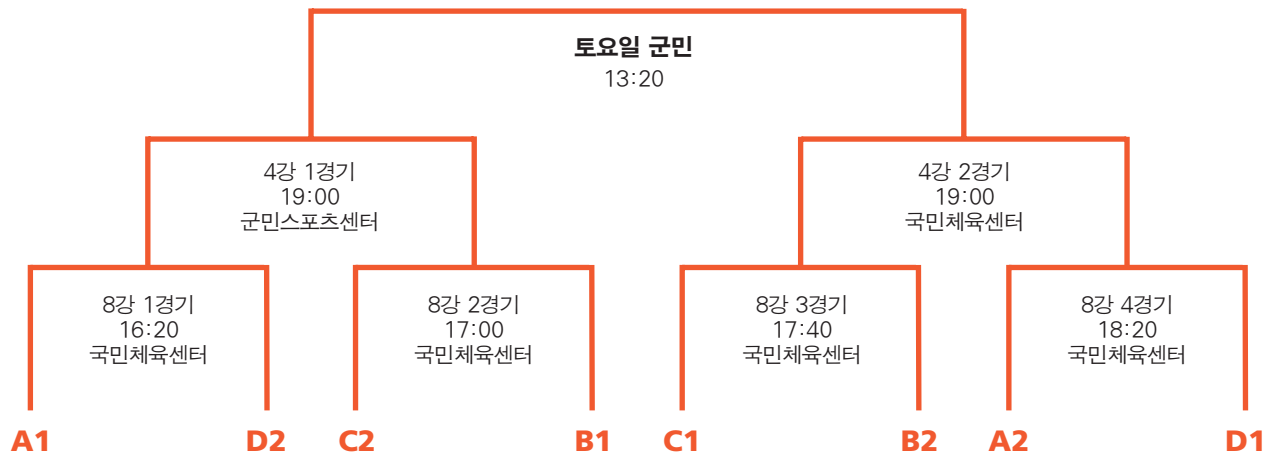 토요일 군민
13:20
4강 1경기
19:00
군민스포츠센터
4강 2경기
19:00
국민체육센터
8강 1경기
16:20
국민체육센터
8강 2경기
17:00
국민체육센터
8강 3경기
17:40
국민체육센터
8강 4경기
18:20
국민체육센터
A1 D2 C2 B1 C1 B2 A2 D1